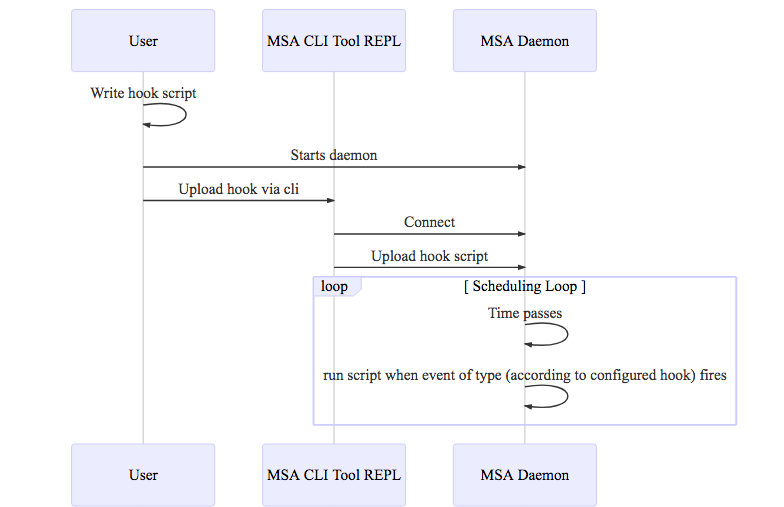 User
MSA CLI Tool REPL
MSA Daemon
Write hook script
Starts daemon
Upload hook via cli
Connect
Upload hook script
loop
[ Scheduling Loop ]
Time passes
run script when event of type (according to configured hook) fires
User
MSA CLI Tool REPL
MSA Daemon